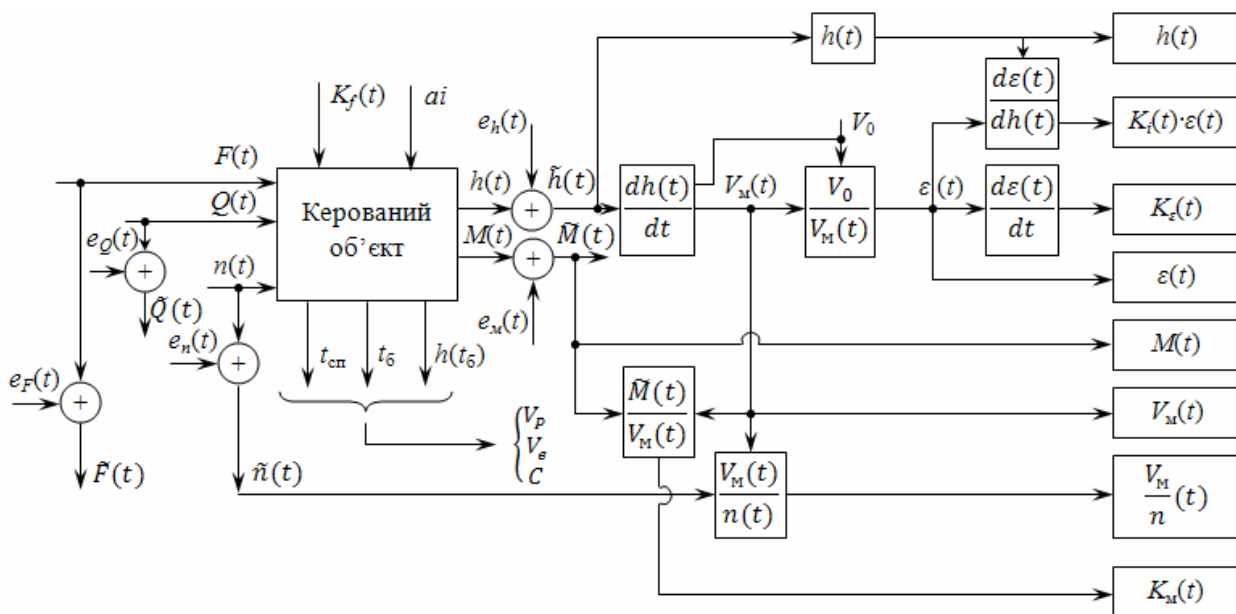 h(t)
h(t)
K_f(t)
ai
e_h(t)
V_0
dε(t)
dh(t)
K_i(t)·ε(t)
F(t)
Q(t)
e_Q(t)
n(t)
Керований
об’єкт
h(t)
M(t)
+
+
h̃(t)
M̃(t)
dh(t)
dt
V_м(t)
V_0
V_м(t)
ε(t)
dε(t)
dt
K_ε(t)
ε(t)
+
Q̃(t)
e_n(t)
+
e_м(t)
e_F(t)
+
t_сп
t_б
h(t_б)
M(t)
M̃(t)
V_м(t)
V_м(t)
{
V_p
V_в
C
F̃(t)
ñ(t)
V_м(t)
n(t)
V_м
n
(t)
K_м(t)